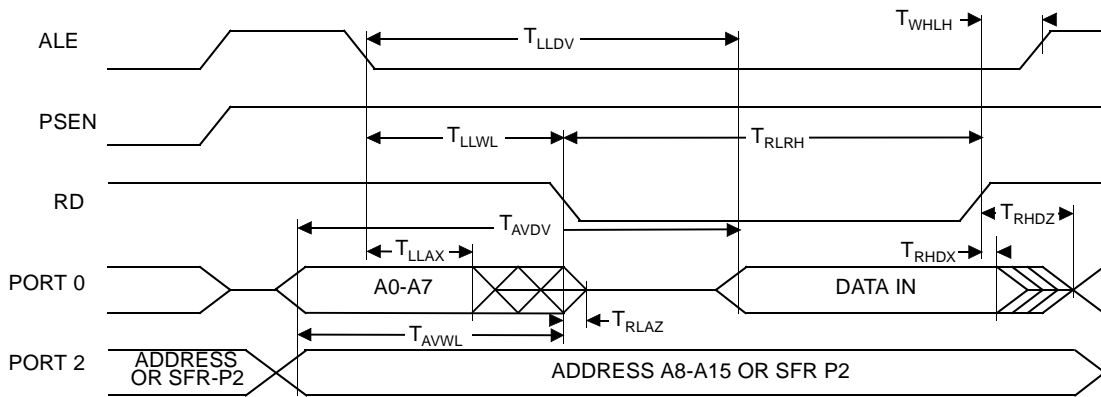 T_WHLH
ALE
T_LLDV
PSEN
T_LLWL
T_RLRH
RD
T_AVDV
T_RHDZ
T_LLAX
T_RHDX
PORT 0
A0-A7
DATA IN
T_RLAZ
T_AVWL
PORT 2
ADDRESS
OR SFR-P2
ADDRESS A8-A15 OR SFR P2